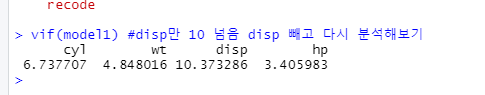 recode
> vif(model1) #disp만 10 넘음 disp 빼고 다시 분석해보기
cyl wt disp hp
6.737707 4.848016 10.373286 3.405983
>